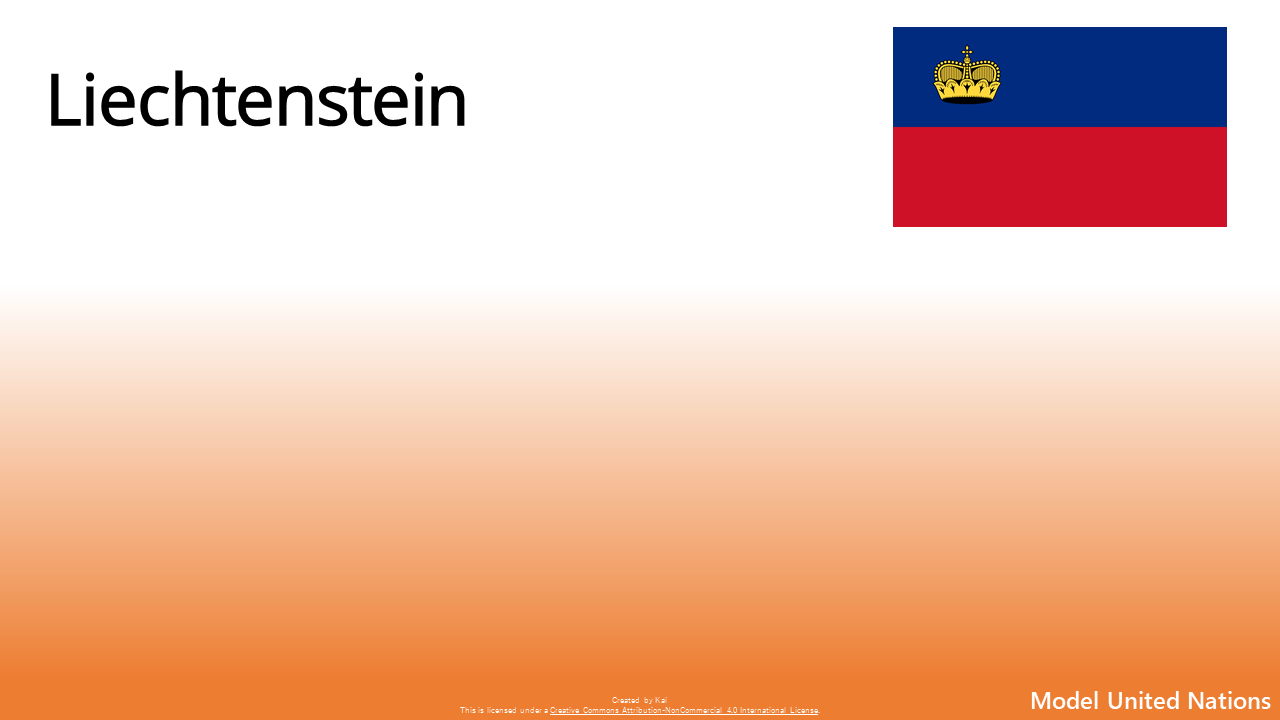 Liechtenstein
Created by Kai
This is licensed under a Creative Commons Attribution-NonCommercial 4.0 International License.
Model United Nations